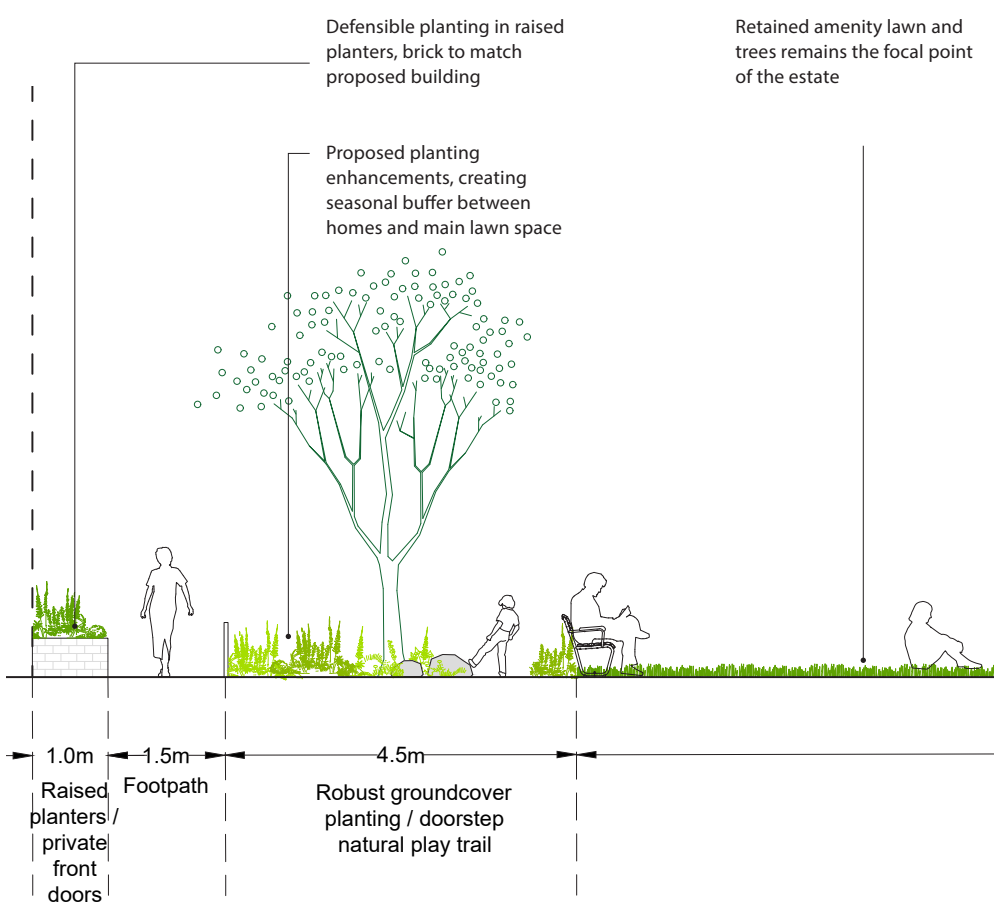 Defensible planting in raised
planters, brick to match
proposed building
Retained amenity lawn and
trees remains the focal point
of the estate
Proposed planting
enhancements, creating
seasonal buffer between
homes and main lawn space
1.0m
1.5m
4.5m
Raised
planters /
private
front
doors
Footpath
Robust groundcover
planting / doorstep
natural play trail